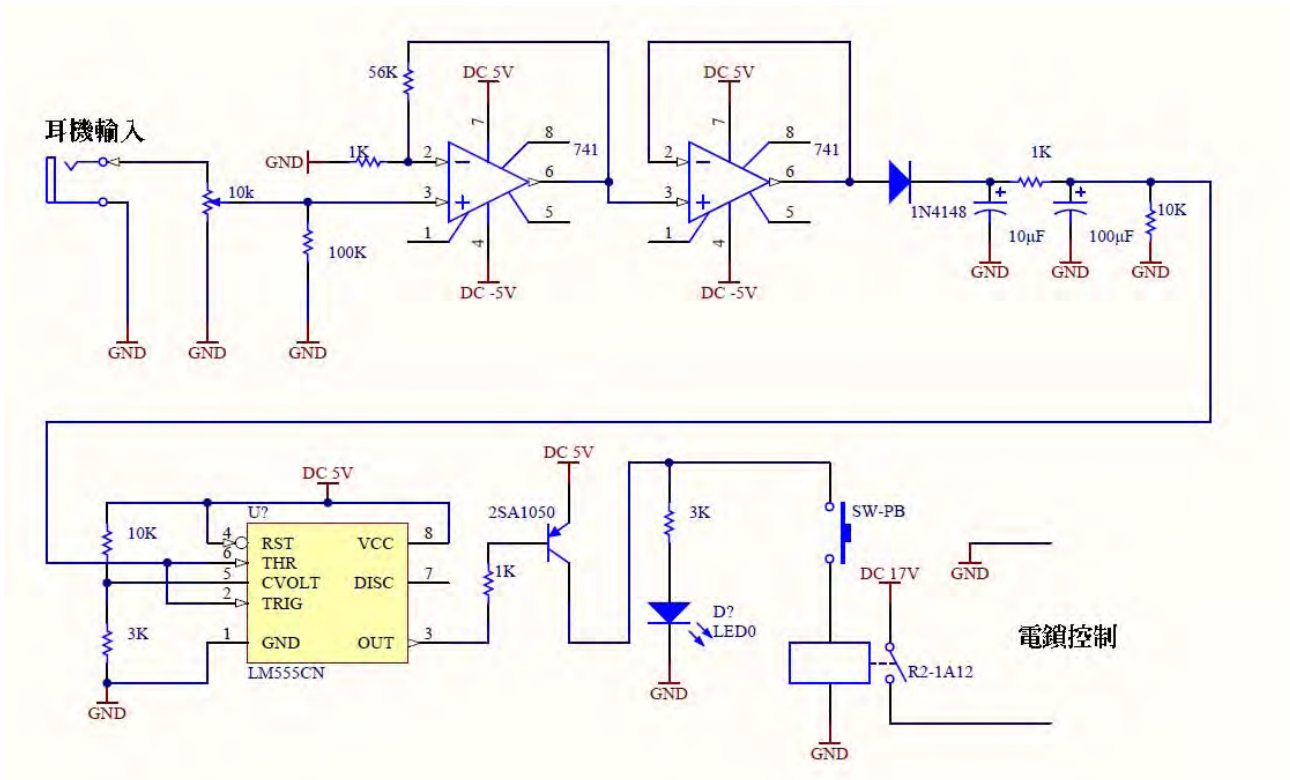 56K
DC 5V
DC 5V
耳機輸入
7
7
8
8
GND
1K
2
741
2
741
1K
6
6
10k
3
3
1N4148
10K
5
5
100K
1
4
1
4
10µF
100µF
GND
GND
GND
DC -5V
DC -5V
GND
GND
GND
DC 5V
DC 5V
U?
2SA1050
3K
SW-PB
10K
4
RST
VCC
8
6
THR
5
CVOLT
DISC
7
1K
GND
DC 17V
2
TRIG
3K
D?
LED0
1
GND
OUT
3
電鎖控制
LM555CN
R2-1A12
GND
GND
GND